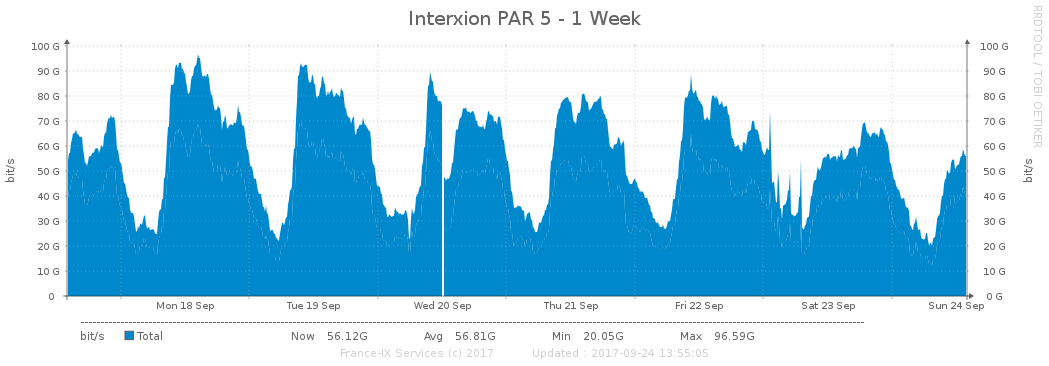 Interxion PAR 5 - 1 Week
RRDTOOL / TOBI OETIKER
bit/s
bit/s
100 G 100 G
90 G 90 G
80 G 80 G
70 G 70 G
60 G 60 G
50 G 50 G
40 G 40 G
30 G 30 G
20 G 20 G
10 G 10 G
0 0 G
Mon 18 Sep Tue 19 Sep Wed 20 Sep Thu 21 Sep Fri 22 Sep Sat 23 Sep Sun 24 Sep
bit/s Total Now 56.12G Avg 56.81G Min 20.05G Max 96.59G
France-IX Services (c) 2017 Updated : 2017-09-24 13:55:05